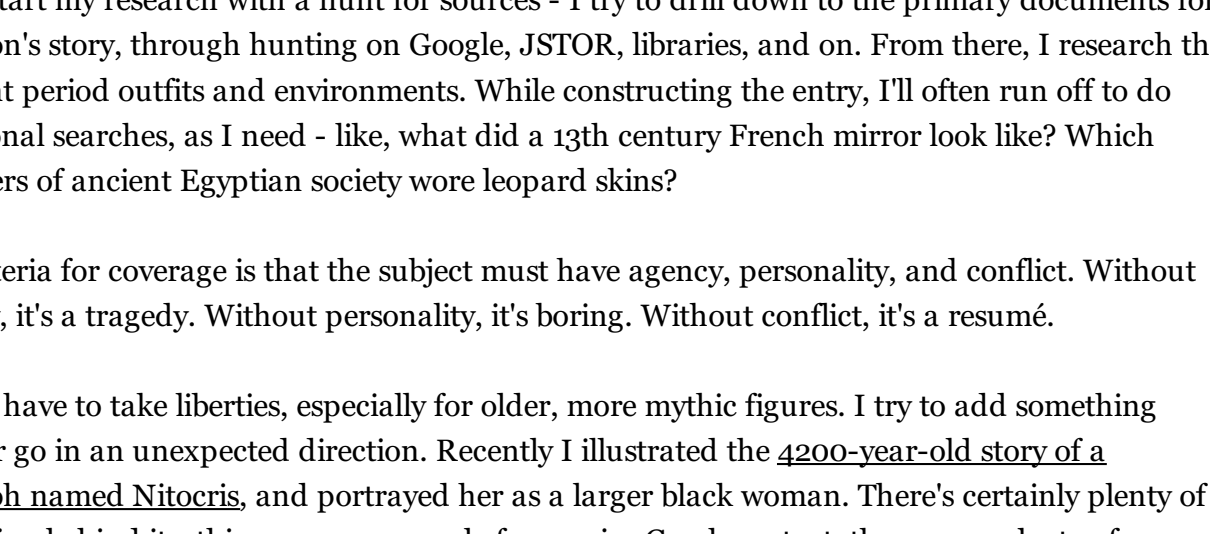 start my research with a hunt for sources - I try to drill down to the primary documents for
on's story, through hunting on Google, JSTOR, libraries, and on. From there, I research th
t period outfits and environments. While constructing the entry, I'll often run off to do
onal searches, as I need - like, what did a 13th century French mirror look like? Which
ers of ancient Egyptian society wore leopard skins?
teria for coverage is that the subject must have agency, personality, and conflict. Without
, it's a tragedy. Without personality, it's boring. Without conflict, it's a resumé.
have to take liberties, especially for older, more mythic figures. I try to add something
r go in an unexpected direction. Recently I illustrated the 4200-year-old story of a
oh named Nitocris, and portrayed her as a larger black woman. There's certainly plenty of